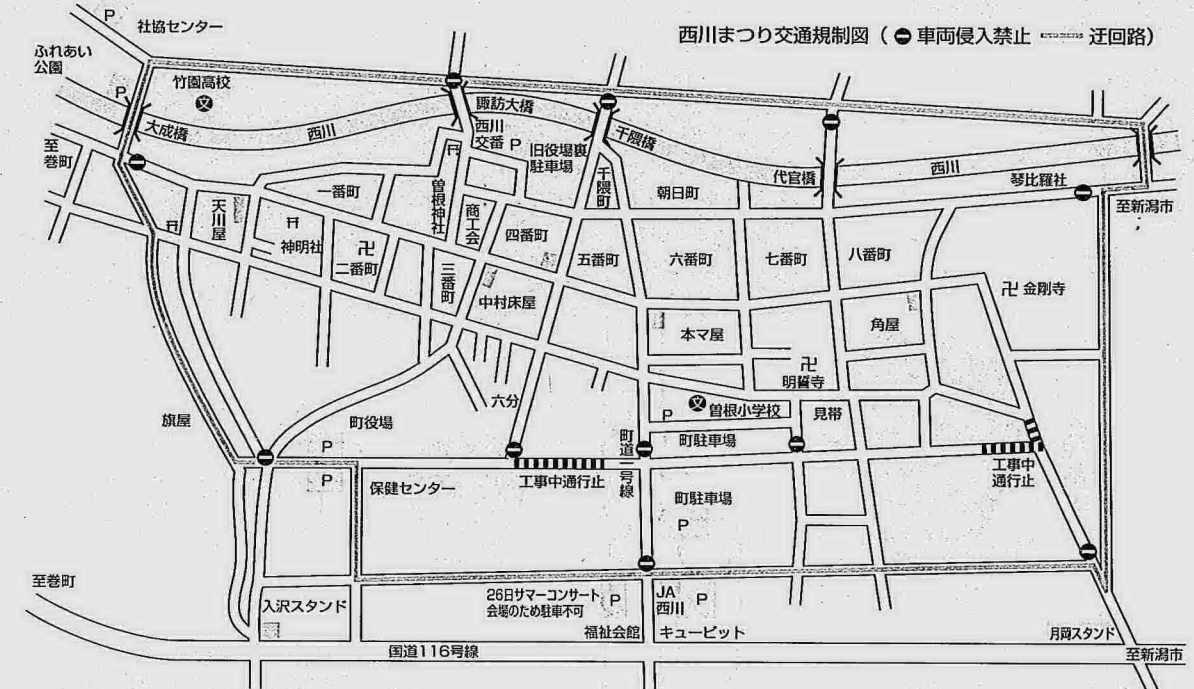 西川まつり交通規制図（ ⛔ 車両侵入禁止 迂回路）
P
社協センター
ふれあい
公園
P
竹園高校
文
大成橋
西川
諏訪大橋
西川
交番
P
旧役場裏
駐車場
千隈橋
千隈町
代官橋
西川
琴比羅社
至新潟市
至
巻町
天川屋
一番町
神明社
卍
二番町
曽根神社
商工会
三番町
四番町
中村床屋
五番町
朝日町
六番町
七番町
八番町
卍 金剛寺
本マ屋
角屋
卍
明誓寺
P
文 曽根小学校
見帯
旗屋
町役場
P
P
六分
町道一号線
町駐車場
保健センター
工事中通行止
町駐車場
P
工事中
通行止
至巻町
入沢スタンド
26日サマーコンサート
会場のため駐車不可
P
JA
西川
P
福祉会館
キューピット
月岡スタンド
国道116号線
至新潟市